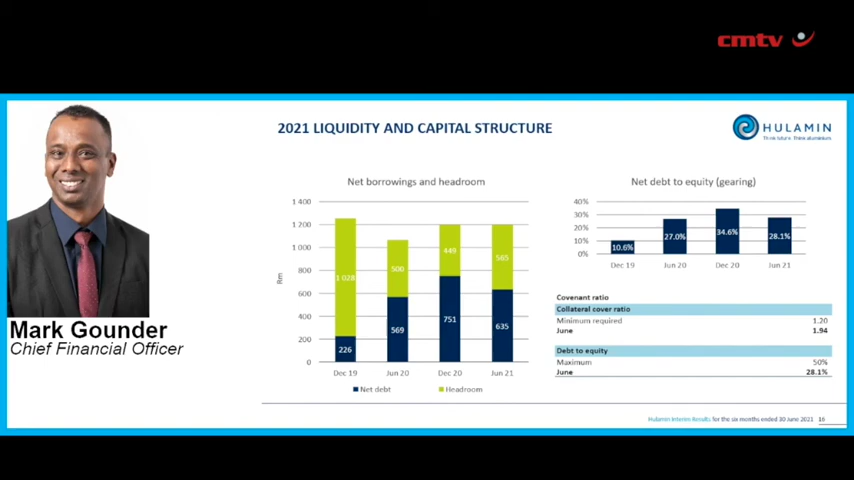 cmtv
2021 LIQUIDITY AND CAPITAL STRUCTURE
HULAMIN
Think future. Think aluminium.
Mark Gounder
Chief Financial Officer
Net borrowings and headroom
Rm
1 400
1 200
1 000
800
600
400
200
0
1 028
226
500
569
449
751
565
635
Dec 19 Jun 20 Dec 20 Jun 21
Net debt Headroom
Net debt to equity (gearing)
40%
30%
20%
10%
0%
10.6% 27.0% 34.6% 28.1%
Dec 19 Jun 20 Dec 20 Jun 21
Covenant ratio
Collateral cover ratio
Minimum required 1.20
June 1.94
Debt to equity
Maximum 50%
June 28.1%
Hulamin Interim Results for the six months ended 30 June 2021 16